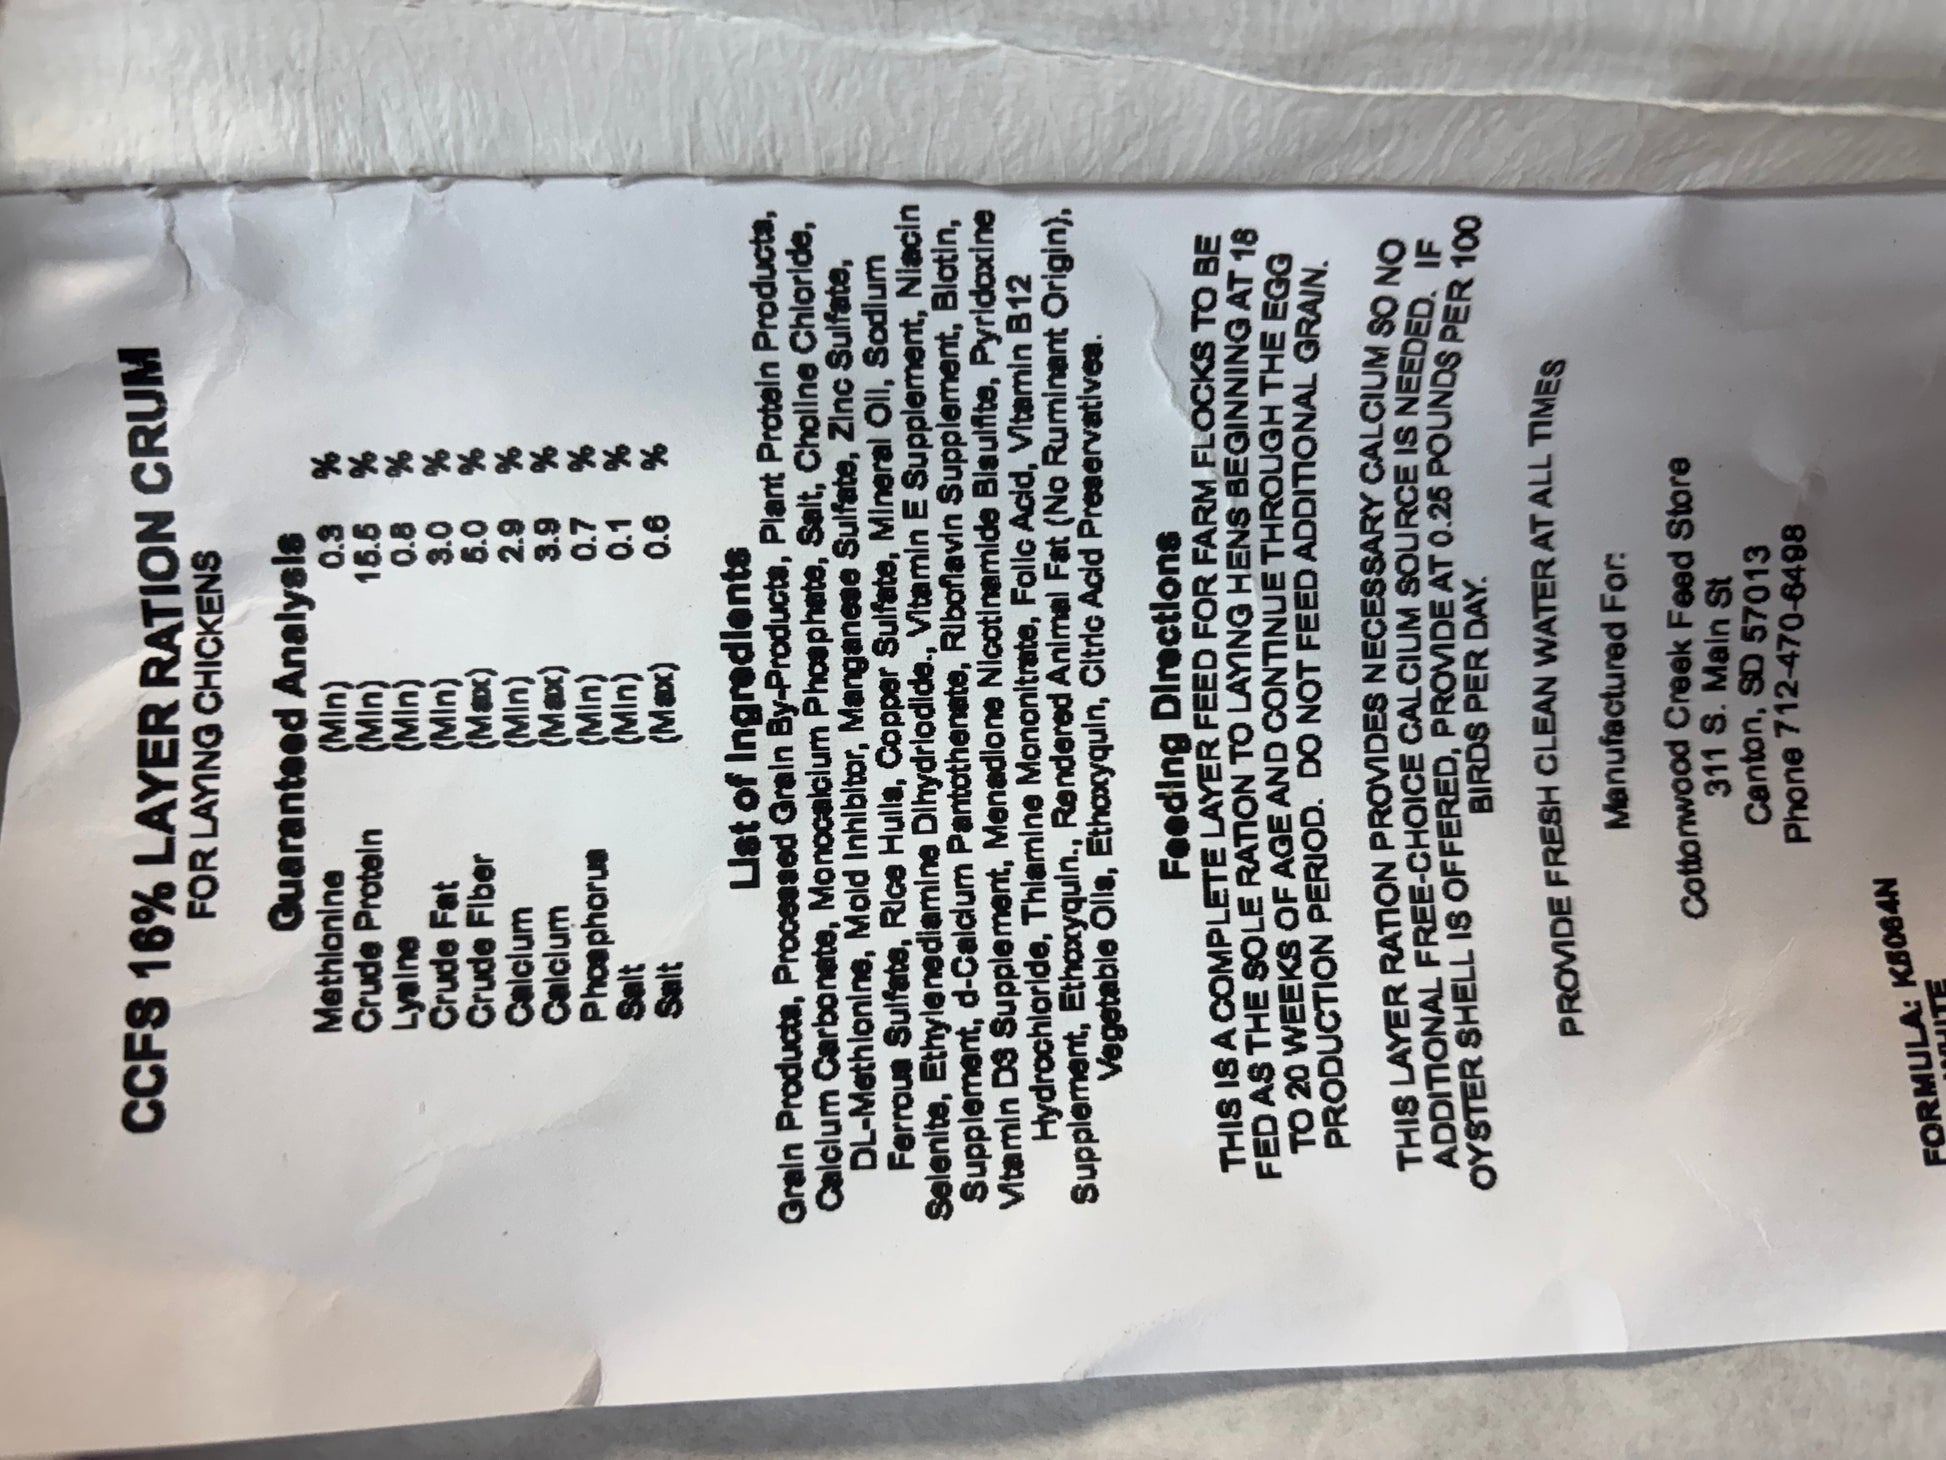 CCFS 16% LAYER RATION CRUM
FOR LAYING CHICKENS
Guaranteed Analysis
Methionine (Min) 0.3 %
Crude Protein (Min) 15.5 %
Lysine (Min) 0.8 %
Crude Fat (Min) 3.0 %
Crude Fiber (Max) 5.0 %
Calcium (Min) 2.9 %
Calcium (Max) 3.9 %
Phosphorus (Min) 0.7 %
Salt (Min) 0.1 %
Salt (Max) 0.6 %
List of Ingredients
Grain Products, Processed Grain By-Products, Plant Protein Products,
Calcium Carbonate, Monocalcium Phosphate, Salt, Choline Chloride,
DL-Methionine, Mold Inhibitor, Manganese Sulfate, Zinc Sulfate,
Ferrous Sulfate, Rice Hulls, Copper Sulfate, Mineral Oil, Sodium
Selenite, Ethylenediamine Dihydriodide., Vitamin E Supplement, Niacin
Supplement, d-Calcium Pantothenate, Riboflavin Supplement, Biotin,
Vitamin D3 Supplement, Menadione Nicotinamide Bisulfite, Pyridoxine
Hydrochloride, Thiamine Mononitrate, Folic Acid, Vitamin B12
Supplement, Ethoxyquin., Rendered Animal Fat (No Ruminant Origin),
Vegetable Oils, Ethoxyquin, Citric Acid Preservatives.
Feeding Directions
THIS IS A COMPLETE LAYER FEED FOR FARM FLOCKS TO BE
FED AS THE SOLE RATION TO LAYING HENS BEGINNING AT 18
TO 20 WEEKS OF AGE AND CONTINUE THROUGH THE EGG
PRODUCTION PERIOD. DO NOT FEED ADDITIONAL GRAIN.
THIS LAYER RATION PROVIDES NECESSARY CALCIUM SO NO
ADDITIONAL FREE-CHOICE CALCIUM SOURCE IS NEEDED. IF
OYSTER SHELL IS OFFERED, PROVIDE AT 0.25 POUNDS PER 100
BIRDS PER DAY.
PROVIDE FRESH CLEAN WATER AT ALL TIMES
Manufactured For:
Cottonwood Creek Feed Store
311 S. Main St
Canton, SD 57013
Phone 712-470-6498
FORMULA: K5064N
WHITE